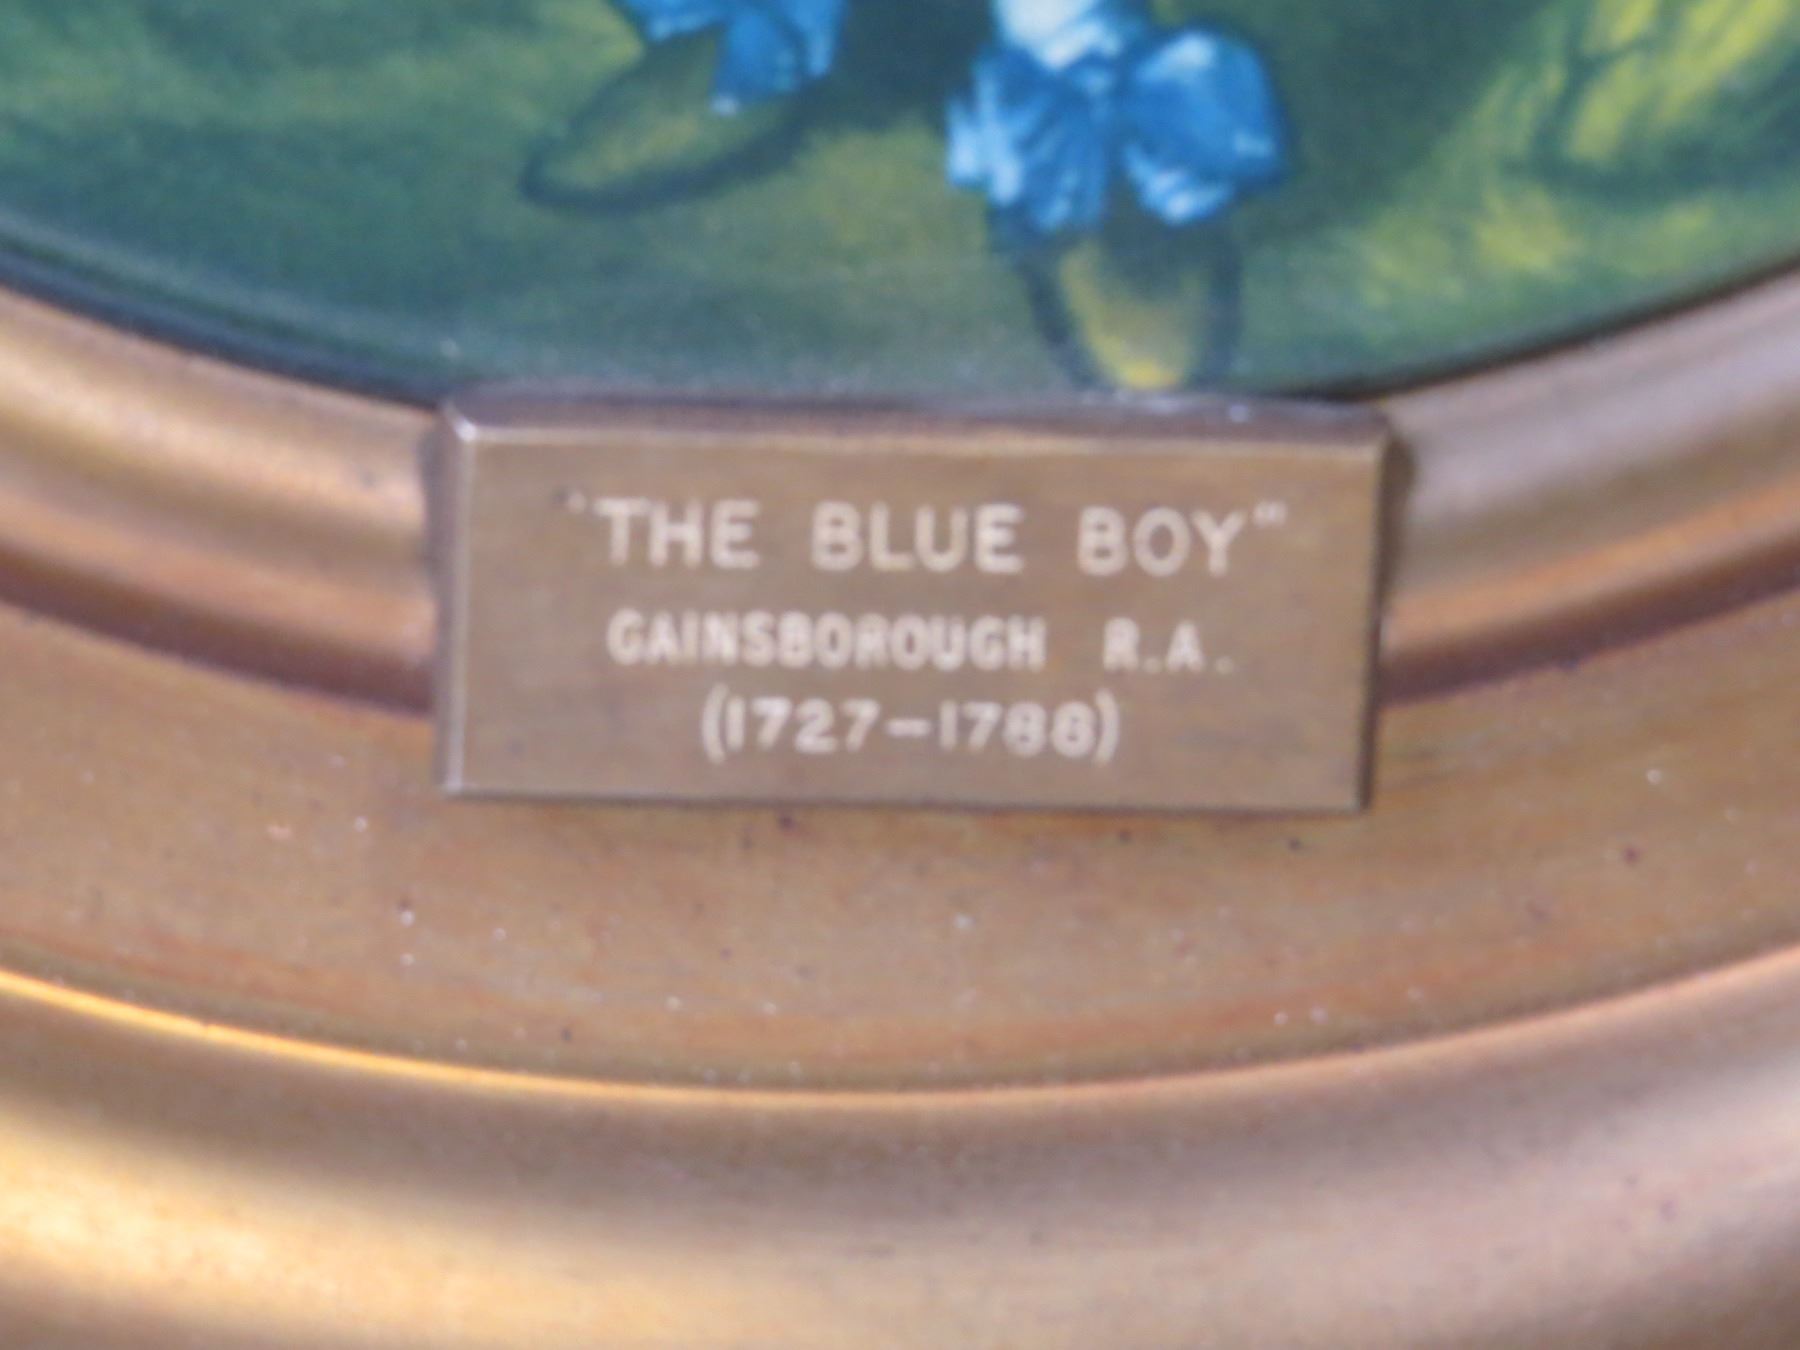 "THE BLUE BOY"
GAINSBOROUGH R.A.
(1727-1788)